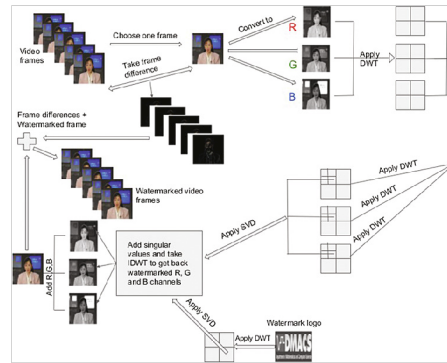 Video
frames
Choose one frame
Take frame
difference
Convert to
R
G
B
Apply
DWT
Frame differences +
Watermarked frame
Watermarked video
frames
Apply DWT
Apply DWT
Apply DWT
Apply SVD
Add R,G,B
Add singular
values and take
IDWT to got back
watermarked R, G
and B channels
Apply SVD
Apply DWT
Watermark logo
DIMACS